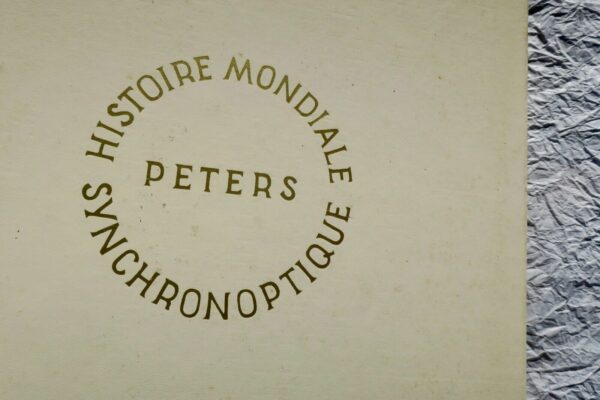 HISTOIRE MONDIALE
PETERS
SYNCHRONOPTIQUE